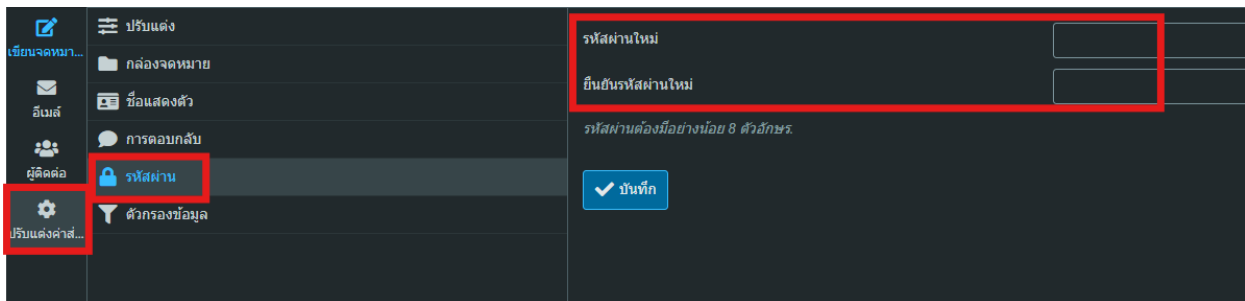 เขียนจดหมา...
อีเมล์
ผู้ติดต่อ
ปรับแต่งค่าส่...
ปรับแต่ง
กล่องจดหมาย
ชื่อแสดงตัว
การตอบกลับ
รหัสผ่าน
ตัวกรองข้อมูล
รหัสผ่านใหม่
ยืนยันรหัสผ่านใหม่
รหัสผ่านต้องมีอย่างน้อย 8 ตัวอักษร.
บันทึก